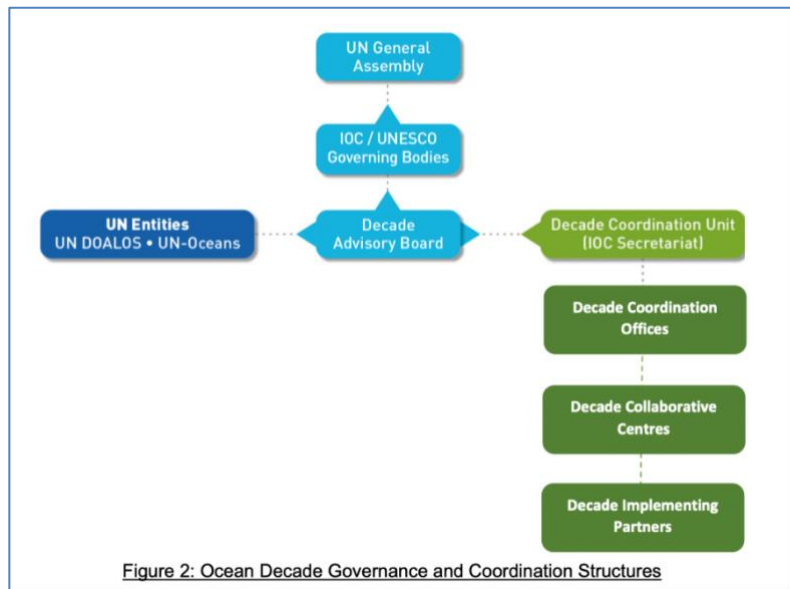 UN General
Assembly
IOC / UNESCO
Governing Bodies
UN Entities
UN DOALOS • UN-Oceans
Decade
Advisory Board
Decade Coordination Unit
(IOC Secretariat)
Decade Coordination
Offices
Decade Collaborative
Centres
Decade Implementing
Partners
Figure 2: Ocean Decade Governance and Coordination Structures